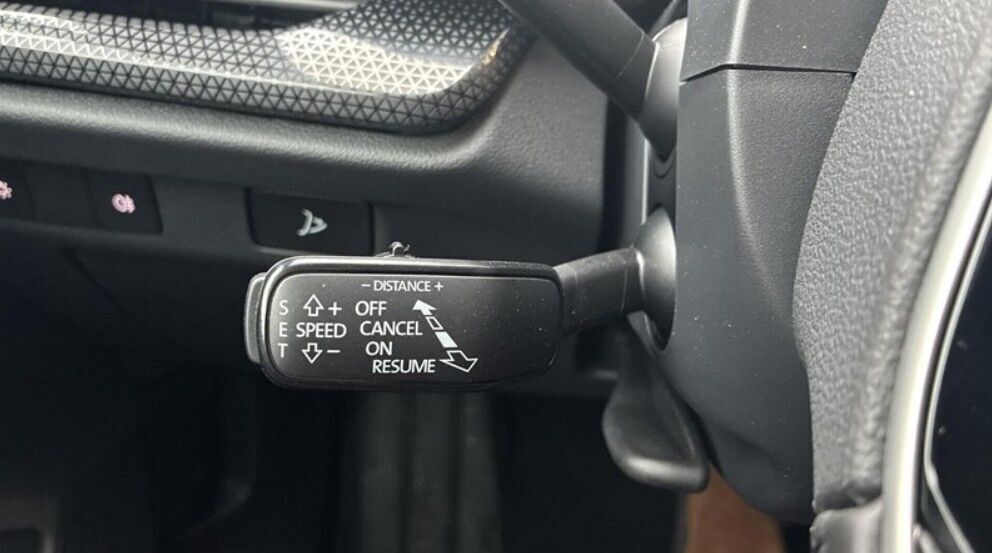 − DISTANCE +
S + OFF
E SPEED CANCEL
T − ON
RESUME